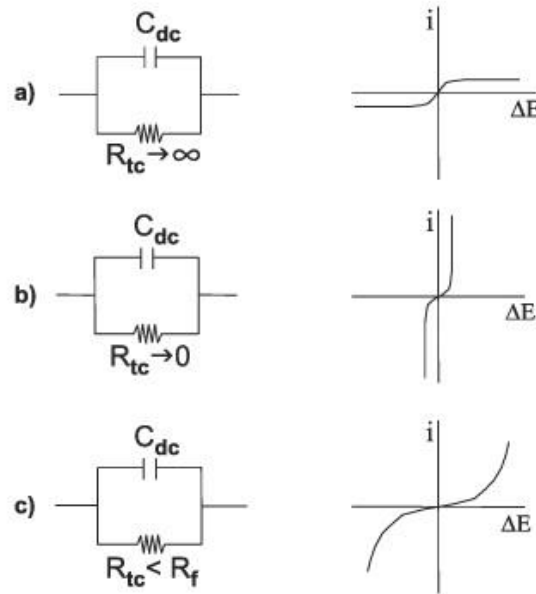 C_dc
i
a)
ΔE
R_tc→∞
C_dc
i
b)
ΔE
R_tc→0
C_dc
i
c)
ΔE
R_tc< R_f